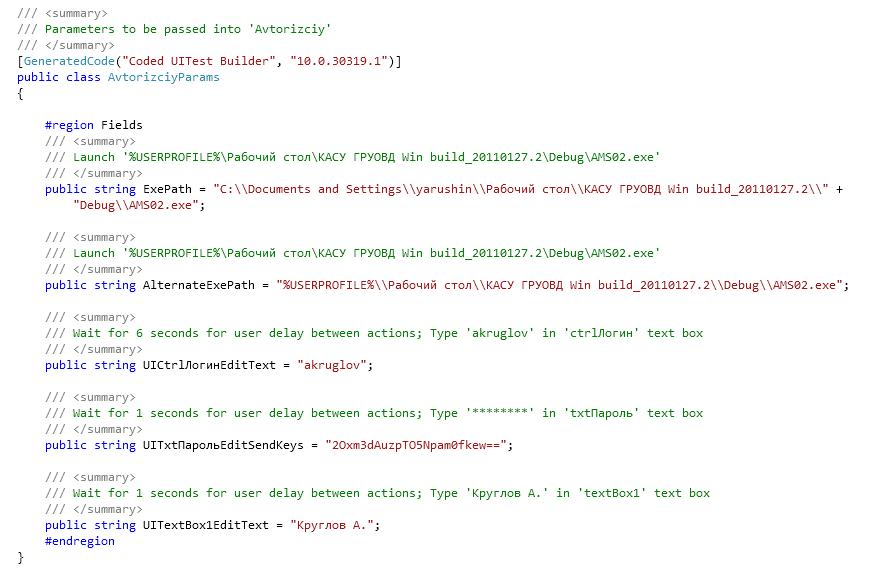 /// <summary>
/// Parameters to be passed into 'Avtorizciy'
/// </summary>
[GeneratedCode("Coded UITest Builder", "10.0.30319.1")]
public class AvtorizciyParams
{
#region Fields
/// <summary>
/// Launch '%USERPROFILE%\Рабочий стол\КАСУ ГРУОВД Win build_20110127.2\Debug\AMS02.exe'
/// </summary>
public string ExePath = "C:\\Documents and Settings\\yarushin\\Рабочий стол\\КАСУ ГРУОВД Win build_20110127.2\\" +
"Debug\\AMS02.exe";
/// <summary>
/// Launch '%USERPROFILE%\Рабочий стол\КАСУ ГРУОВД Win build_20110127.2\Debug\AMS02.exe'
/// </summary>
public string AlternateExePath = "%USERPROFILE%\\Рабочий стол\\КАСУ ГРУОВД Win build_20110127.2\\Debug\\AMS02.exe";
/// <summary>
/// Wait for 6 seconds for user delay between actions; Type 'akruglov' in 'ctrlЛогин' text box
/// </summary>
public string UICtrlЛогинEditText = "akruglov";
/// <summary>
/// Wait for 1 seconds for user delay between actions; Type '********' in 'txtПароль' text box
/// </summary>
public string UITxtПарольEditSendKeys = "2Oxm3dAuzpTO5Npam0fkew==";
/// <summary>
/// Wait for 1 seconds for user delay between actions; Type 'Круглов А.' in 'textBox1' text box
/// </summary>
public string UITextBox1EditText = "Круглов А.";
#endregion
}